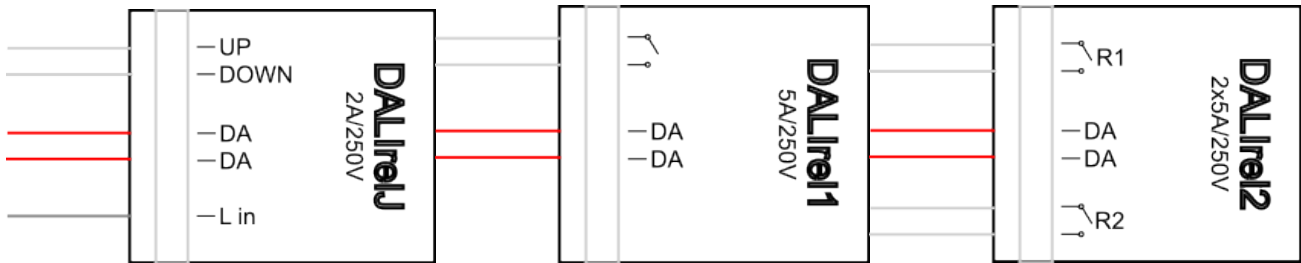 UP
DOWN
DA
DA
L in
DALIrelJ
2A/250V
DA
DA
DALIrel1
5A/250V
R1
DA
DA
R2
DALIrel2
2x5A/250V